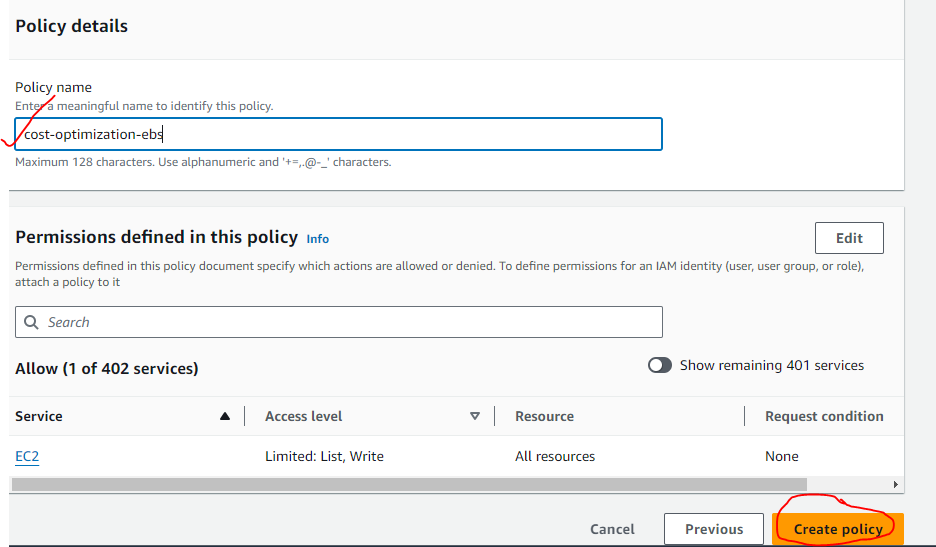 Policy details
Policy name
Enter a meaningful name to identify this policy.
cost-optimization-ebs
Maximum 128 characters. Use alphanumeric and '+=,.@-_' characters.
Permissions defined in this policy Info
Edit
Permissions defined in this policy document specify which actions are allowed or denied. To define permissions for an IAM identity (user, user group, or role),
attach a policy to it
Search
Allow (1 of 402 services)
Show remaining 401 services
Service Access level Resource Request condition
EC2 Limited: List, Write All resources None
Cancel Previous Create policy